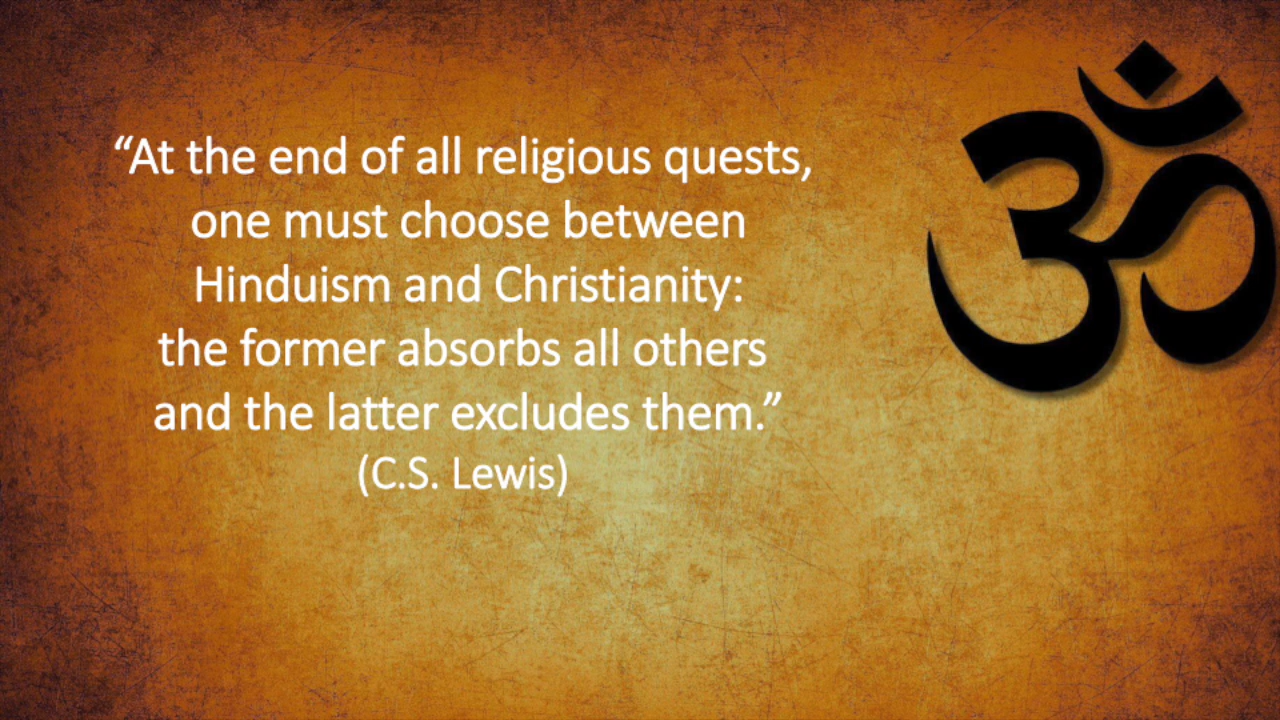 “At the end of all religious quests,
one must choose between
Hinduism and Christianity:
the former absorbs all others
and the latter excludes them.”
(C.S. Lewis)
ॐ